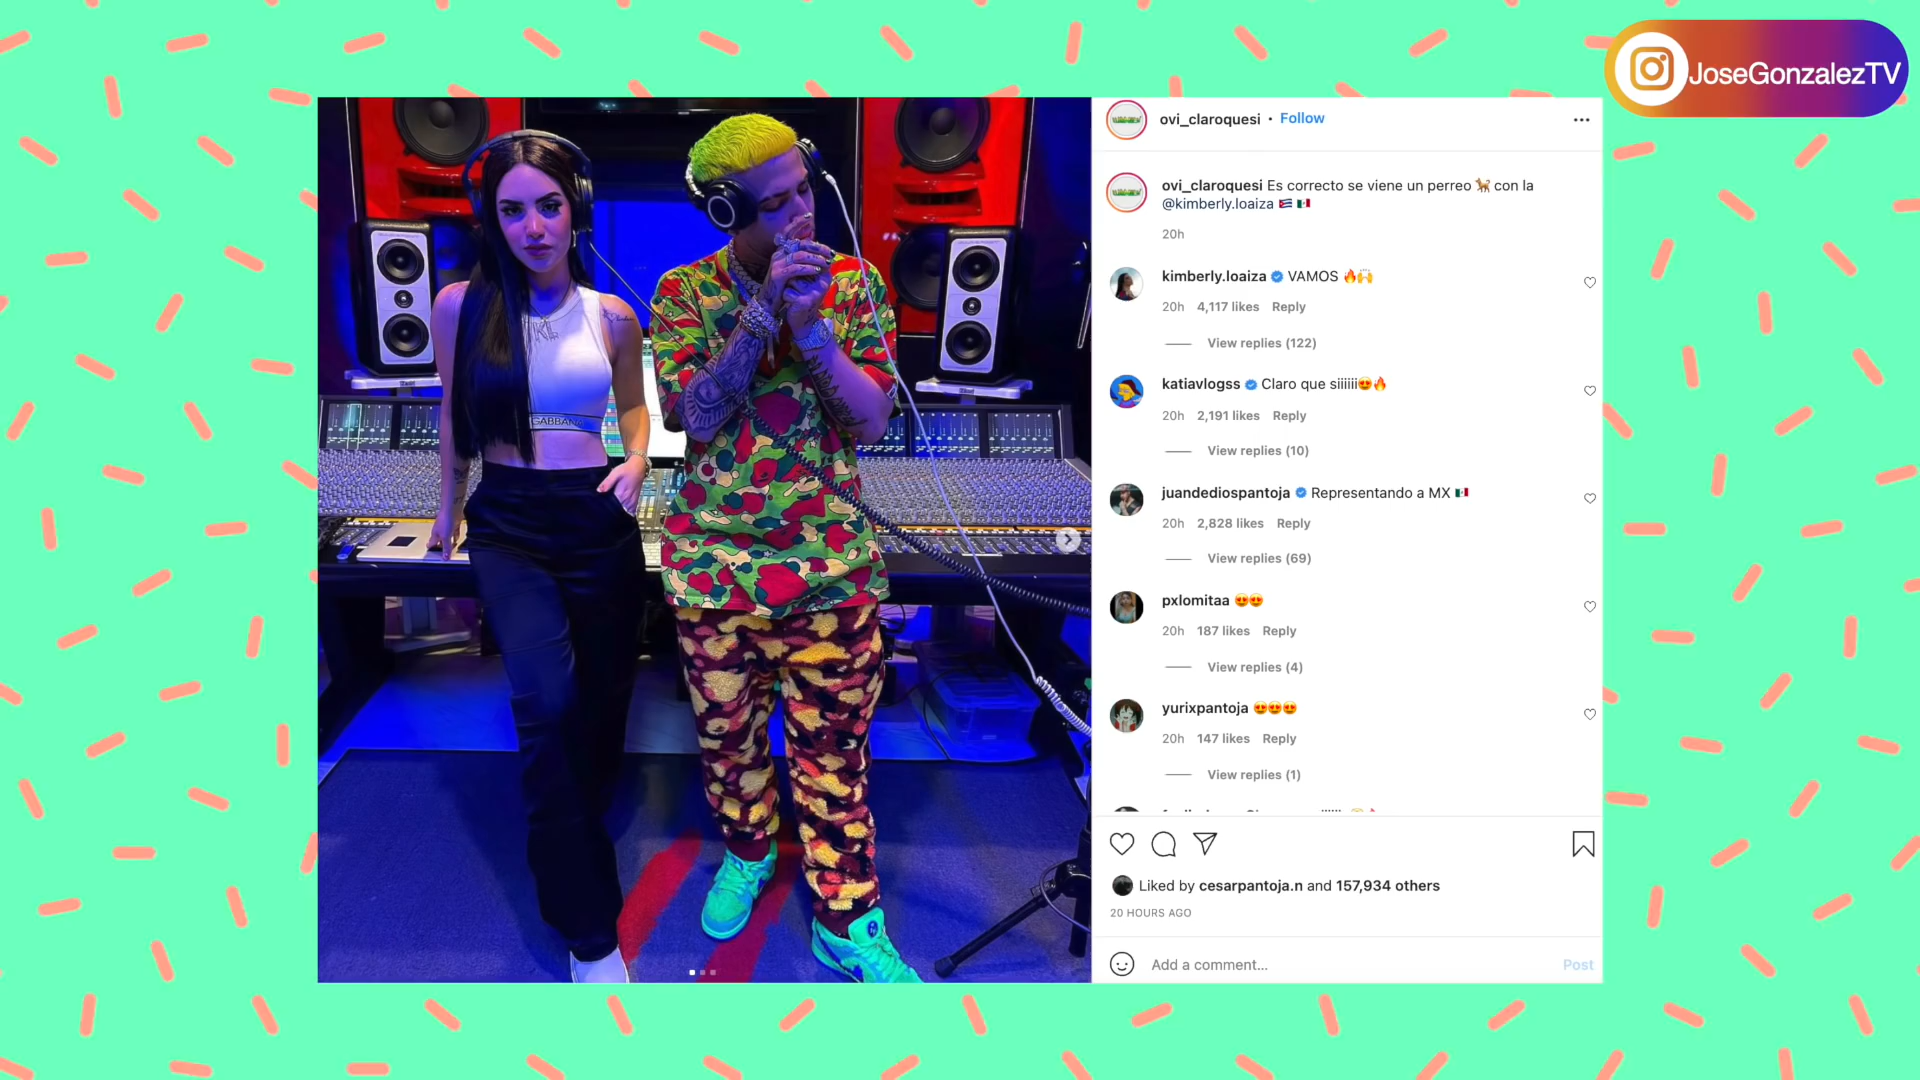 JoseGonzalezTV
ovi_claroquesi • Follow
ovi_claroquesi Es correcto se viene un perreo 🐕 con la
@kimberly.loaiza 🇨🇺 🇲🇽
20h
kimberly.loaiza VAMOS 🔥🙌
20h 4,117 likes Reply
View replies (122)
katiavlogss Claro que siiiiii😍🔥
20h 2,191 likes Reply
View replies (10)
juandediospantoja Representando a MX 🇲🇽
20h 2,828 likes Reply
View replies (69)
pxlomitaa 😍😍
20h 187 likes Reply
View replies (4)
yurixpantoja 😍😍😍
20h 147 likes Reply
View replies (1)
Liked by cesarpantoja.n and 157,934 others
20 HOURS AGO
Add a comment... Post
GABBANA